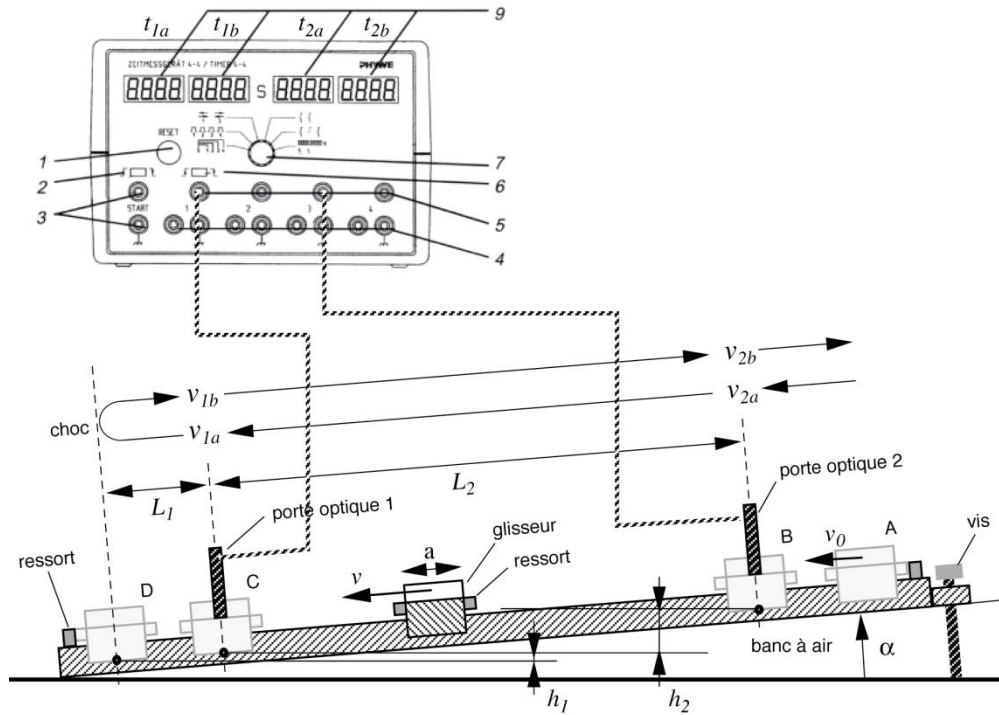 9
t1a t1b t2a t2b
ZEITMESSGERÄT 4-4 / TIMER 4-4 PHYWE
8888 8888 S 8888 8888
RESET
1
7
2
6
3
START 1 2 3 4
5
4
v2b
v1b
v2a
choc
v1a
L2
L1
porte optique 2
porte optique 1
glisseur
ressort
a
ressort
v
B
v0
A
vis
D
C
banc à air
α
h1
h2